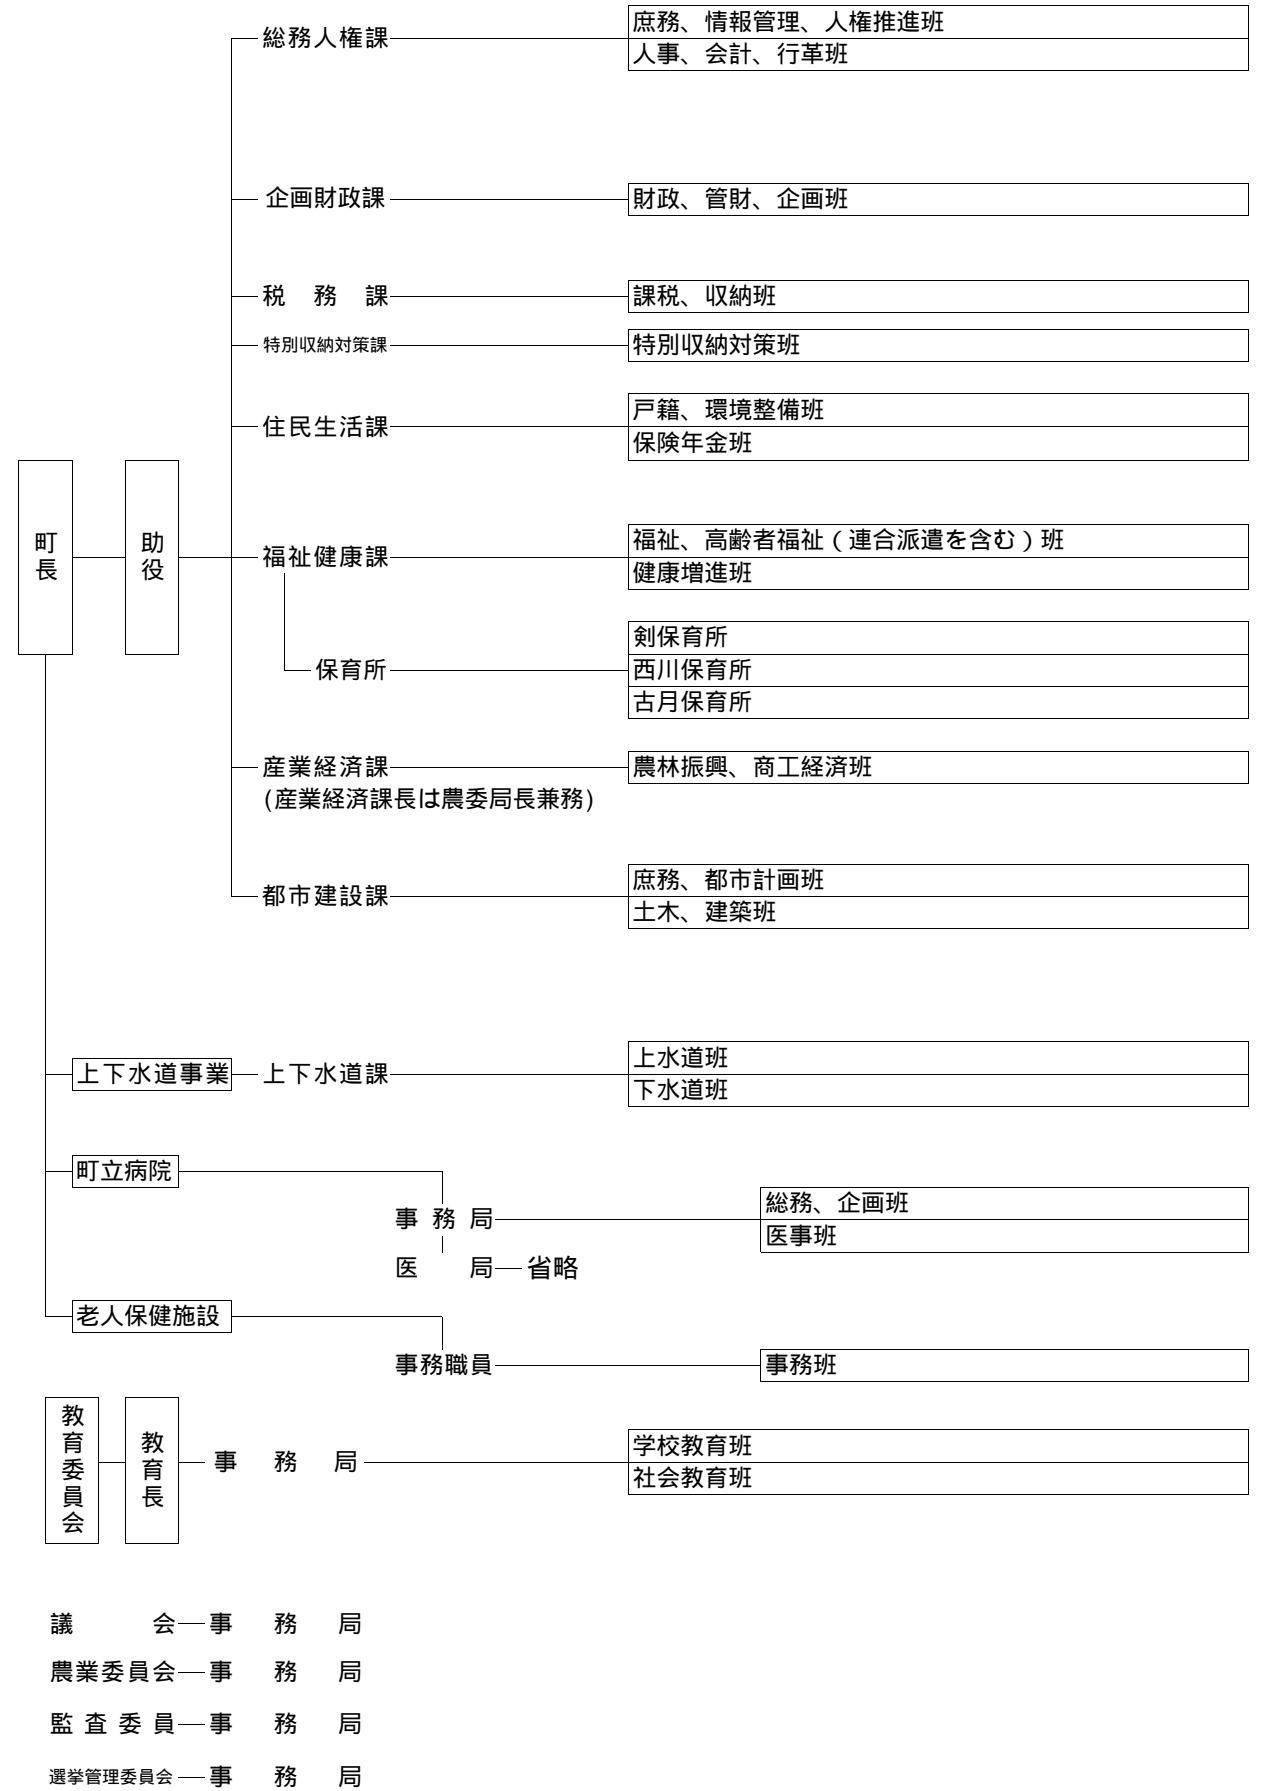 総務人権課
庶務、情報管理、人権推進班
人事、会計、行革班
企画財政課
財政、管財、企画班
税務課
課税、収納班
特別収納対策課
特別収納対策班
住民生活課
戸籍、環境整備班
保険年金班
町長
助役
福祉健康課
福祉、高齢者福祉(連合派遣を含む)班
健康増進班
保育所
剣保育所
西川保育所
古月保育所
産業経済課
(産業経済課長は農委局長兼務)
農林振興、商工経済班
都市建設課
庶務、都市計画班
土木、建築班
上下水道事業
上下水道課
上水道班
下水道班
町立病院
事務局
総務、企画班
医事班
医局
省略
老人保健施設
事務職員
事務班
教育委員会
教育長
事務局
学校教育班
社会教育班
議会 事務局
農業委員会 事務局
監査委員 事務局
選挙管理委員会 事務局